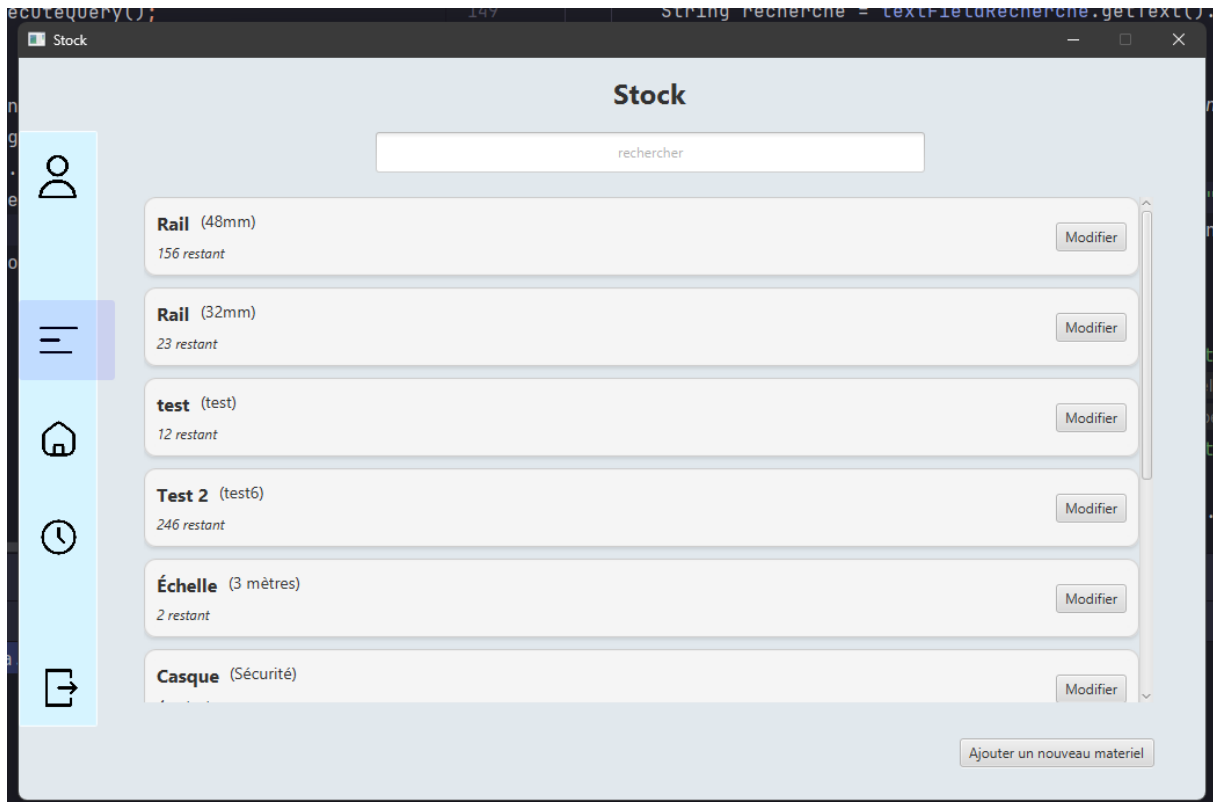 ecuteQuery();
149
String recherche = textFieldRecherche.getText().
Stock
Stock
rechercher
Rail (48mm)
156 restant
Modifier
Rail (32mm)
23 restant
Modifier
test (test)
12 restant
Modifier
Test 2 (test6)
246 restant
Modifier
Échelle (3 mètres)
2 restant
Modifier
Casque (Sécurité)
Modifier
Ajouter un nouveau materiel